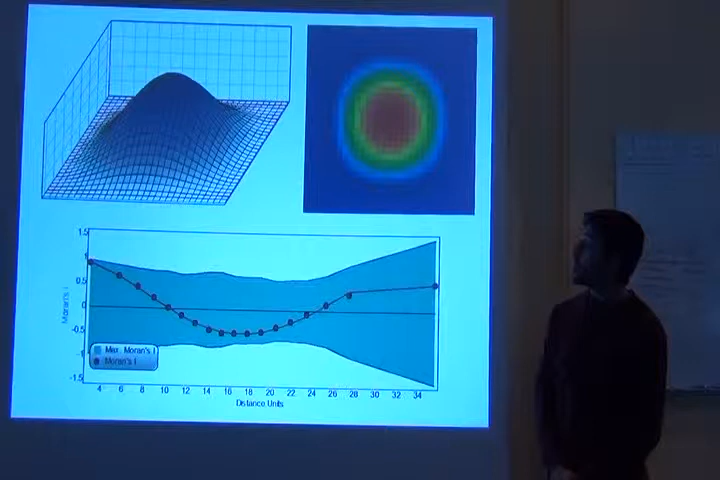 1.5
1
0.5
0
-0.5
-1
-1.5
Moran's I
Max. Moran's I
Moran's I
4 6 8 10 12 14 16 18 20 22 24 26 28 30 32 34
Distance Units